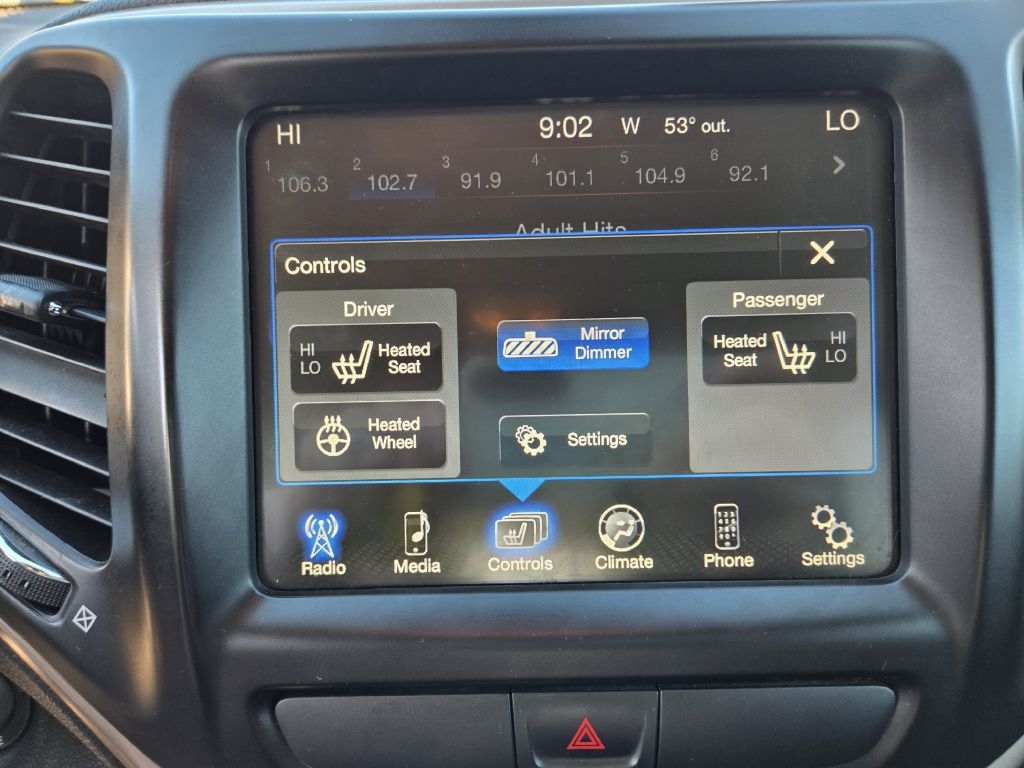 HI 9:02 W 53° out. LO
1 106.3 2 102.7 3 91.9 4 101.1 5 104.9 6 92.1
Adult Hits
Controls
Driver
HI
LO
Heated
Seat
Heated
Wheel
Mirror
Dimmer
Settings
Passenger
Heated
Seat
HI
LO
Radio Media Controls Climate Phone Settings